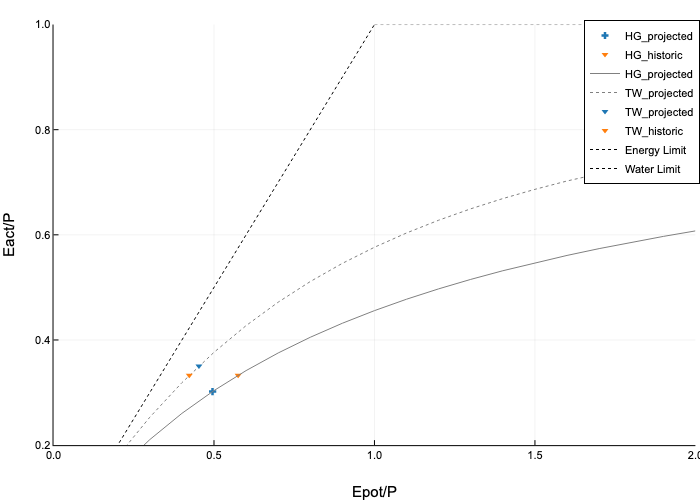 1.0
0.8
0.6
0.4
0.2
Eact/P
0.0
0.5
1.0
1.5
2.0
Epot/P
HG_projected
HG_historic
HG_projected
TW_projected
TW_projected
TW_historic
Energy Limit
Water Limit